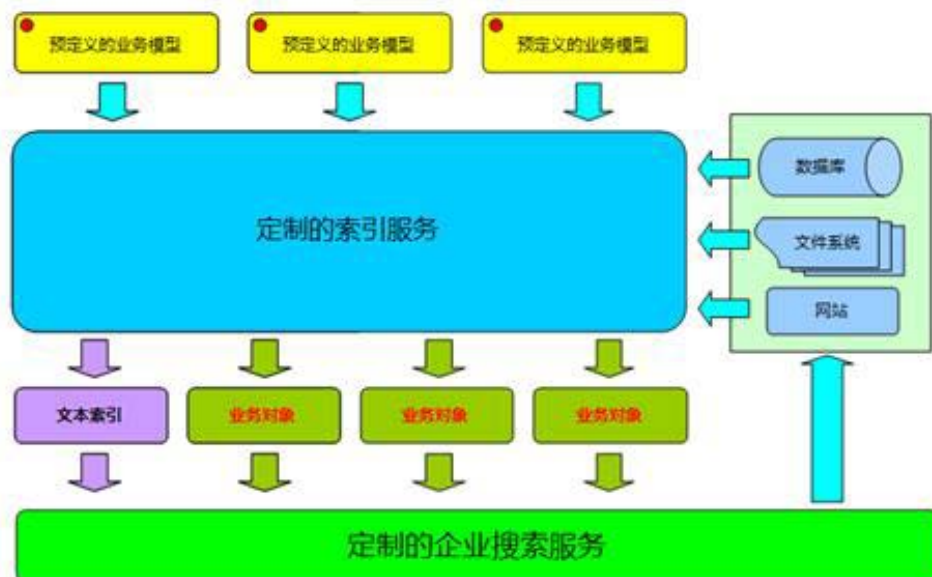 预定义的业务模型
预定义的业务模型
预定义的业务模型
定制的索引服务
数据库
文件系统
网站
文本索引
业务对象
业务对象
业务对象
定制的企业搜索服务